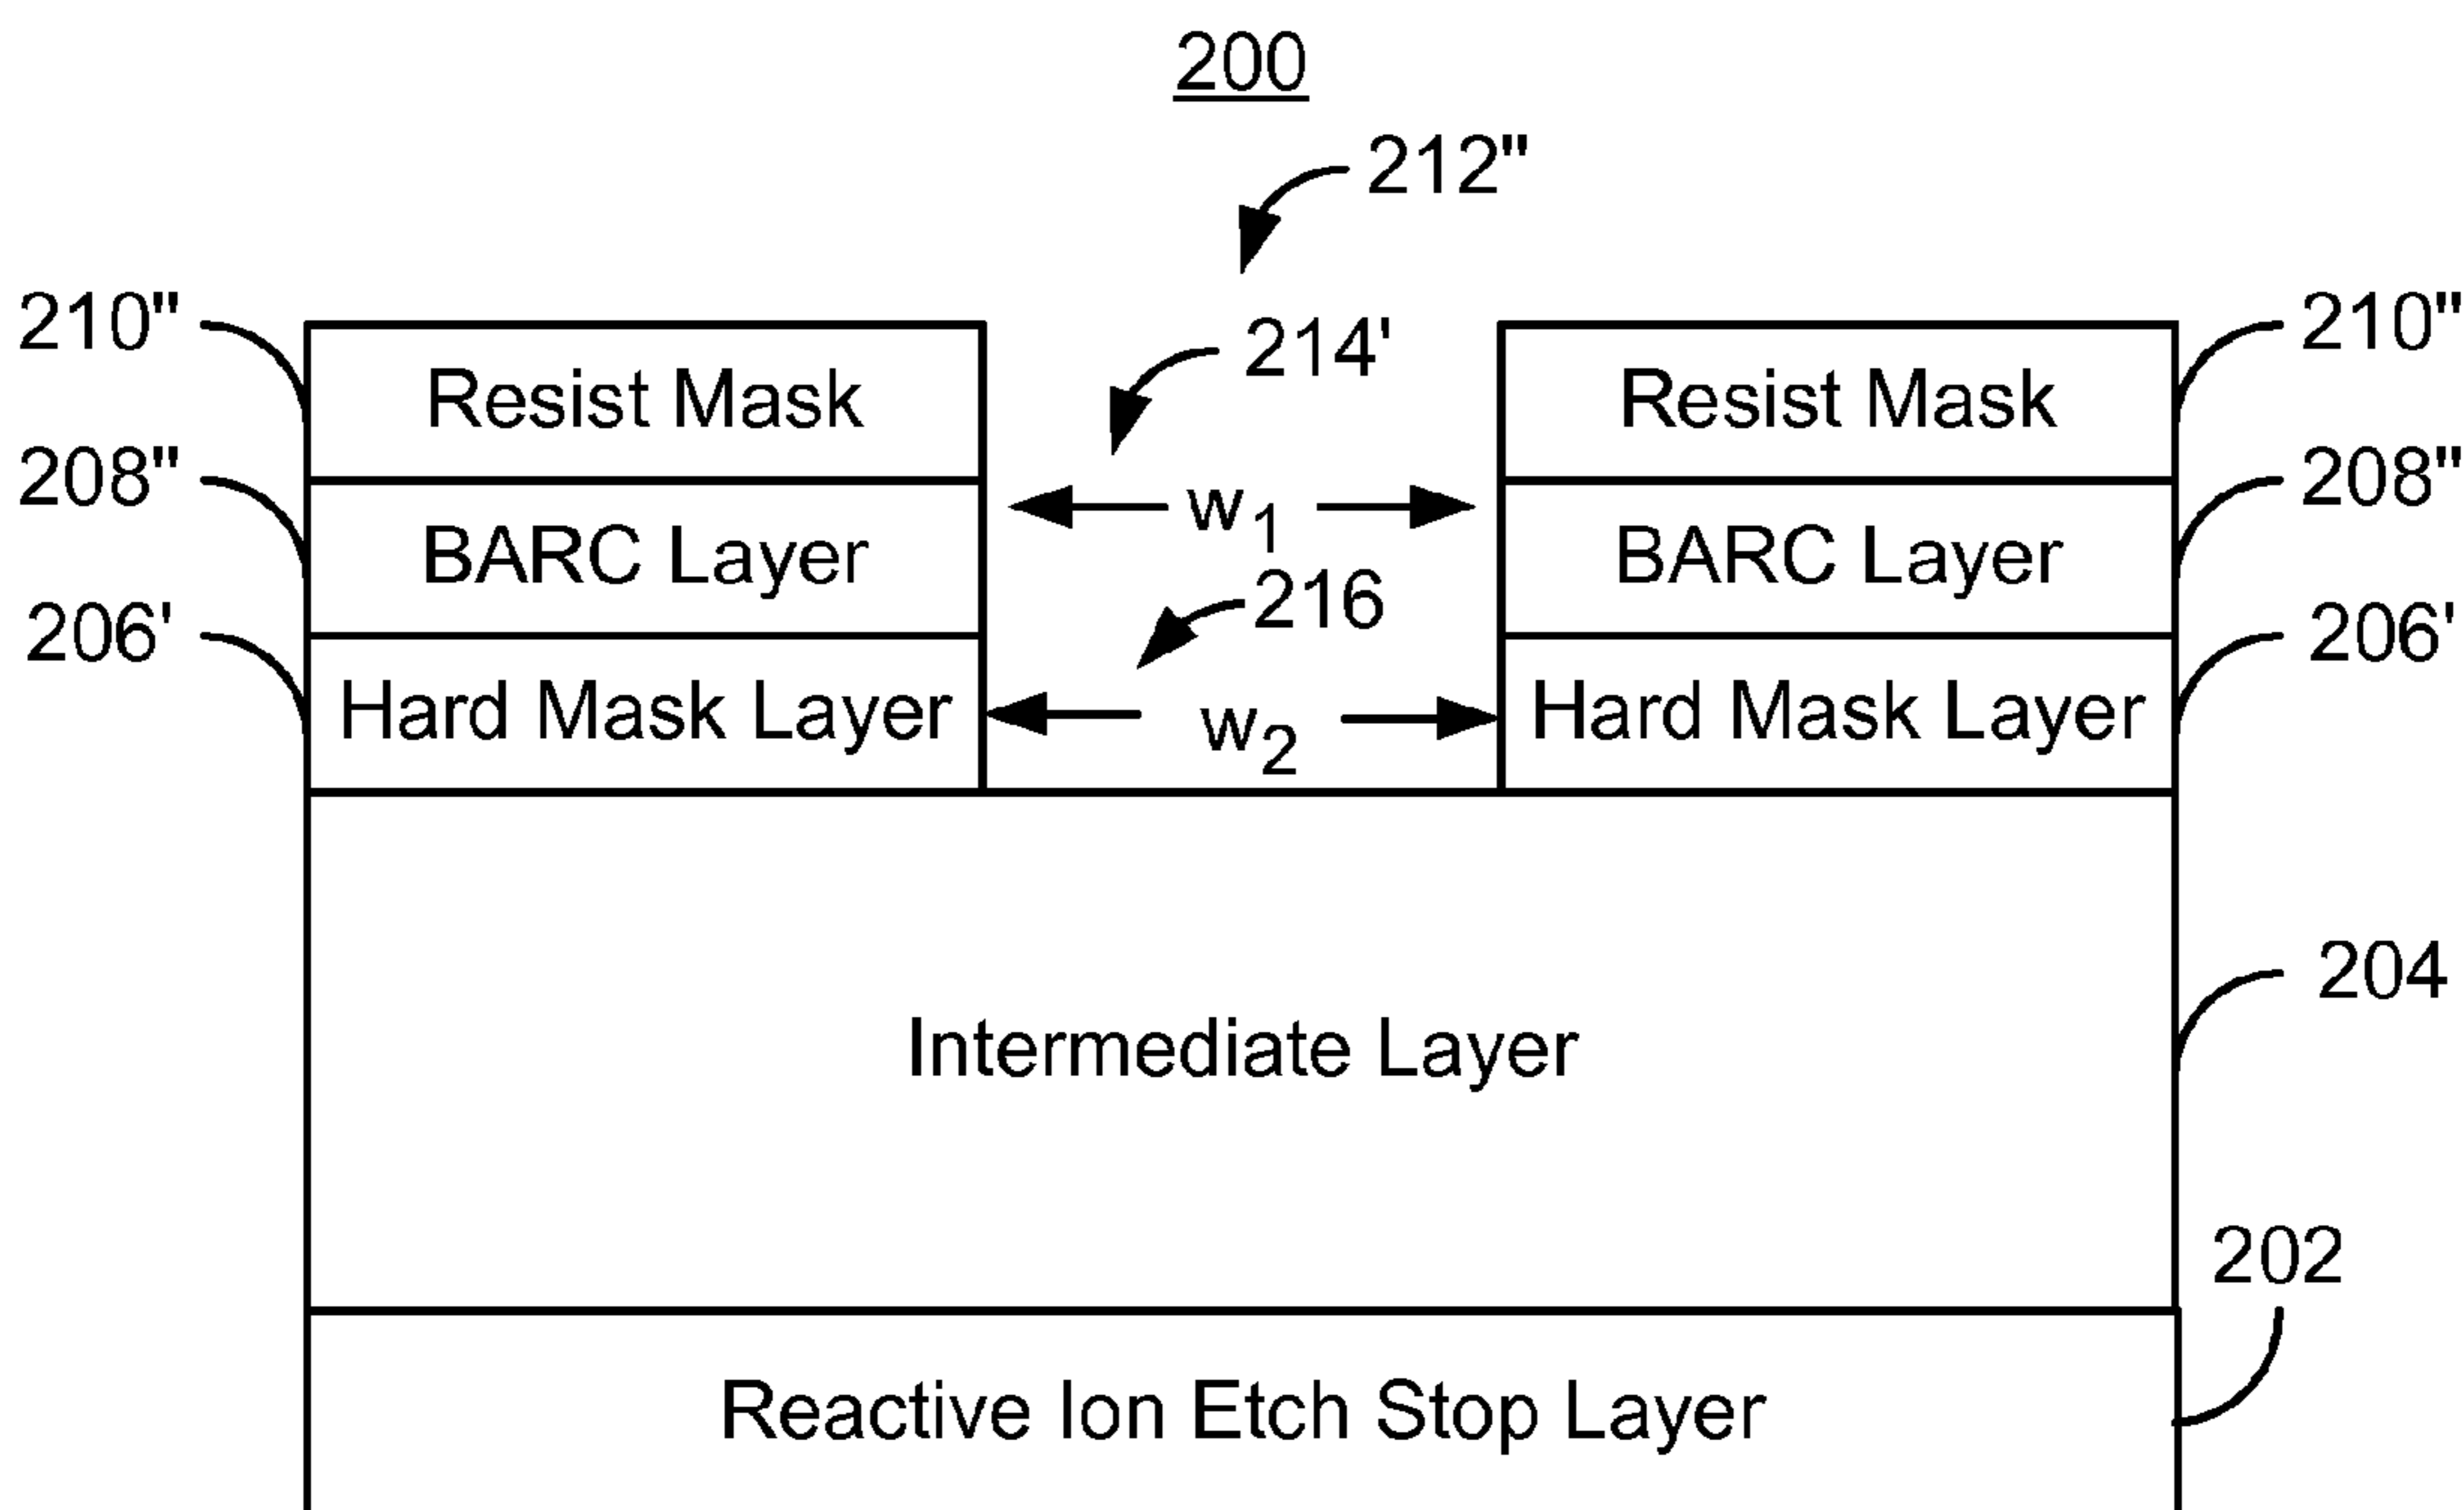 200
212"
210"
214'
210"
Resist Mask
Resist Mask
208"
208"
w1
BARC Layer
BARC Layer
216
206'
206'
Hard Mask Layer
w2
Hard Mask Layer
204
Intermediate Layer
202
Reactive Ion Etch Stop Layer